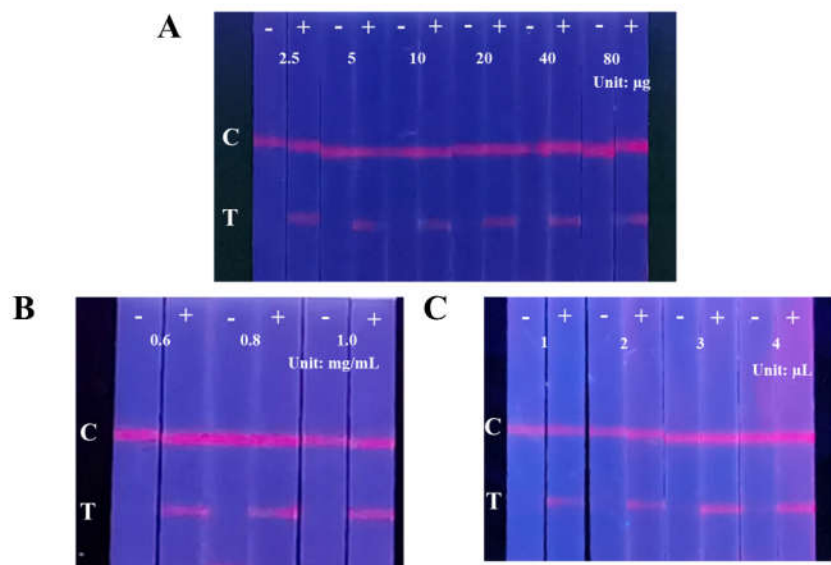 A
- + - + - + - + - + - +
2.5 5 10 20 40 80
Unit: µg
C
T
B
- + - + - +
0.6 0.8 1.0
Unit: mg/mL
C
T
C
- + - + - + - +
1 2 3 4
Unit: µL
C
T